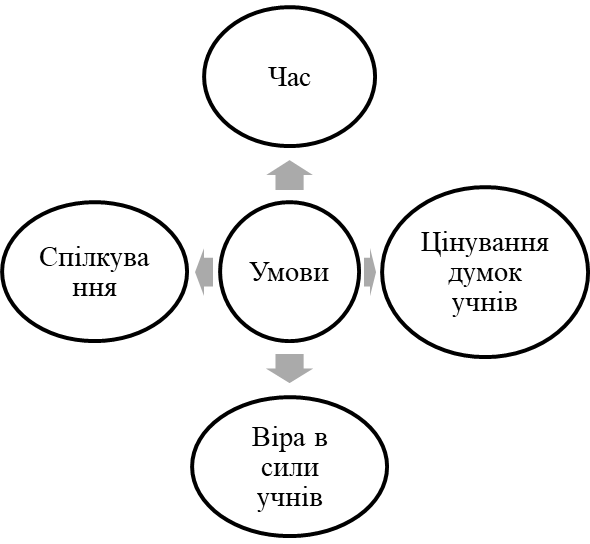 Час
Спілкува
ння
Умови
Цінування
думок
учнів
Віра в
сили
учнів